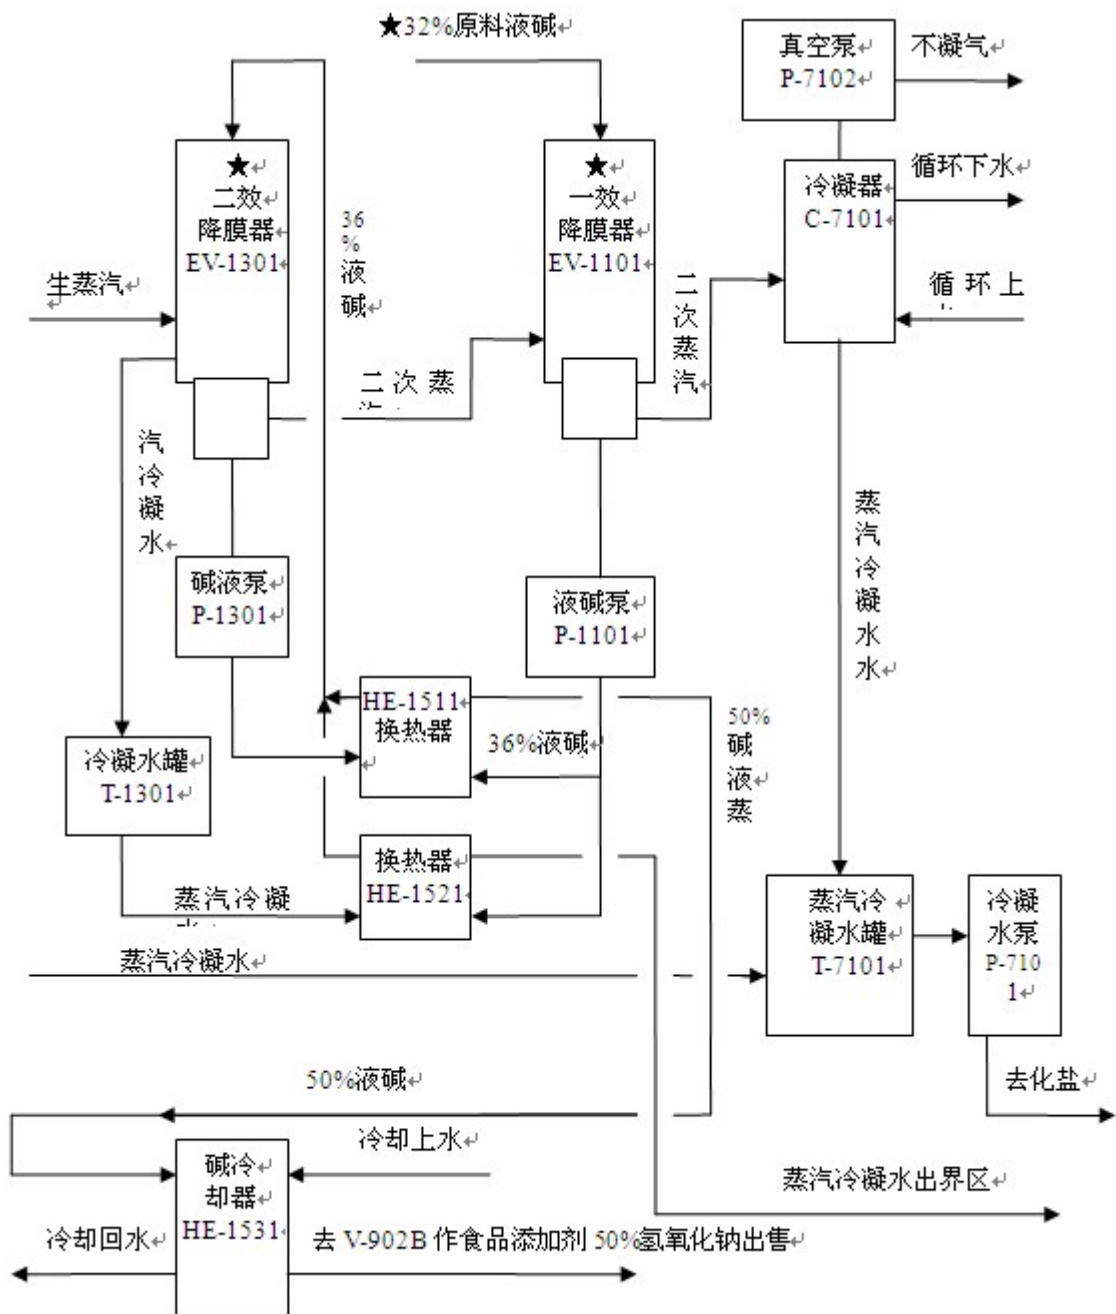 ★32%原料液碱
真空泵
P-7102
不凝气
★
二效
降膜器
EV-1301
36
%
液
碱
★
一效
降膜器
EV-1101
冷凝器
C-7101
循环下水
生蒸汽
二
次
蒸
汽
循 环 上
二 次 蒸
汽
冷
凝
水
蒸
汽
冷
凝
水
水
碱液泵
P-1301
液碱泵
P-1101
HE-1511
换热器
36%液碱
50%
碱
液
蒸
冷凝水罐
T-1301
换热器
HE-1521
蒸汽冷凝
蒸汽冷
凝水罐
T-7101
冷凝
水泵
P-710
1
蒸汽冷凝水
50%液碱
去化盐
冷却上水
碱冷
却器
HE-1531
蒸汽冷凝水出界区
冷却回水
去 V-902B 作食品添加剂 50%氢氧化钠出售